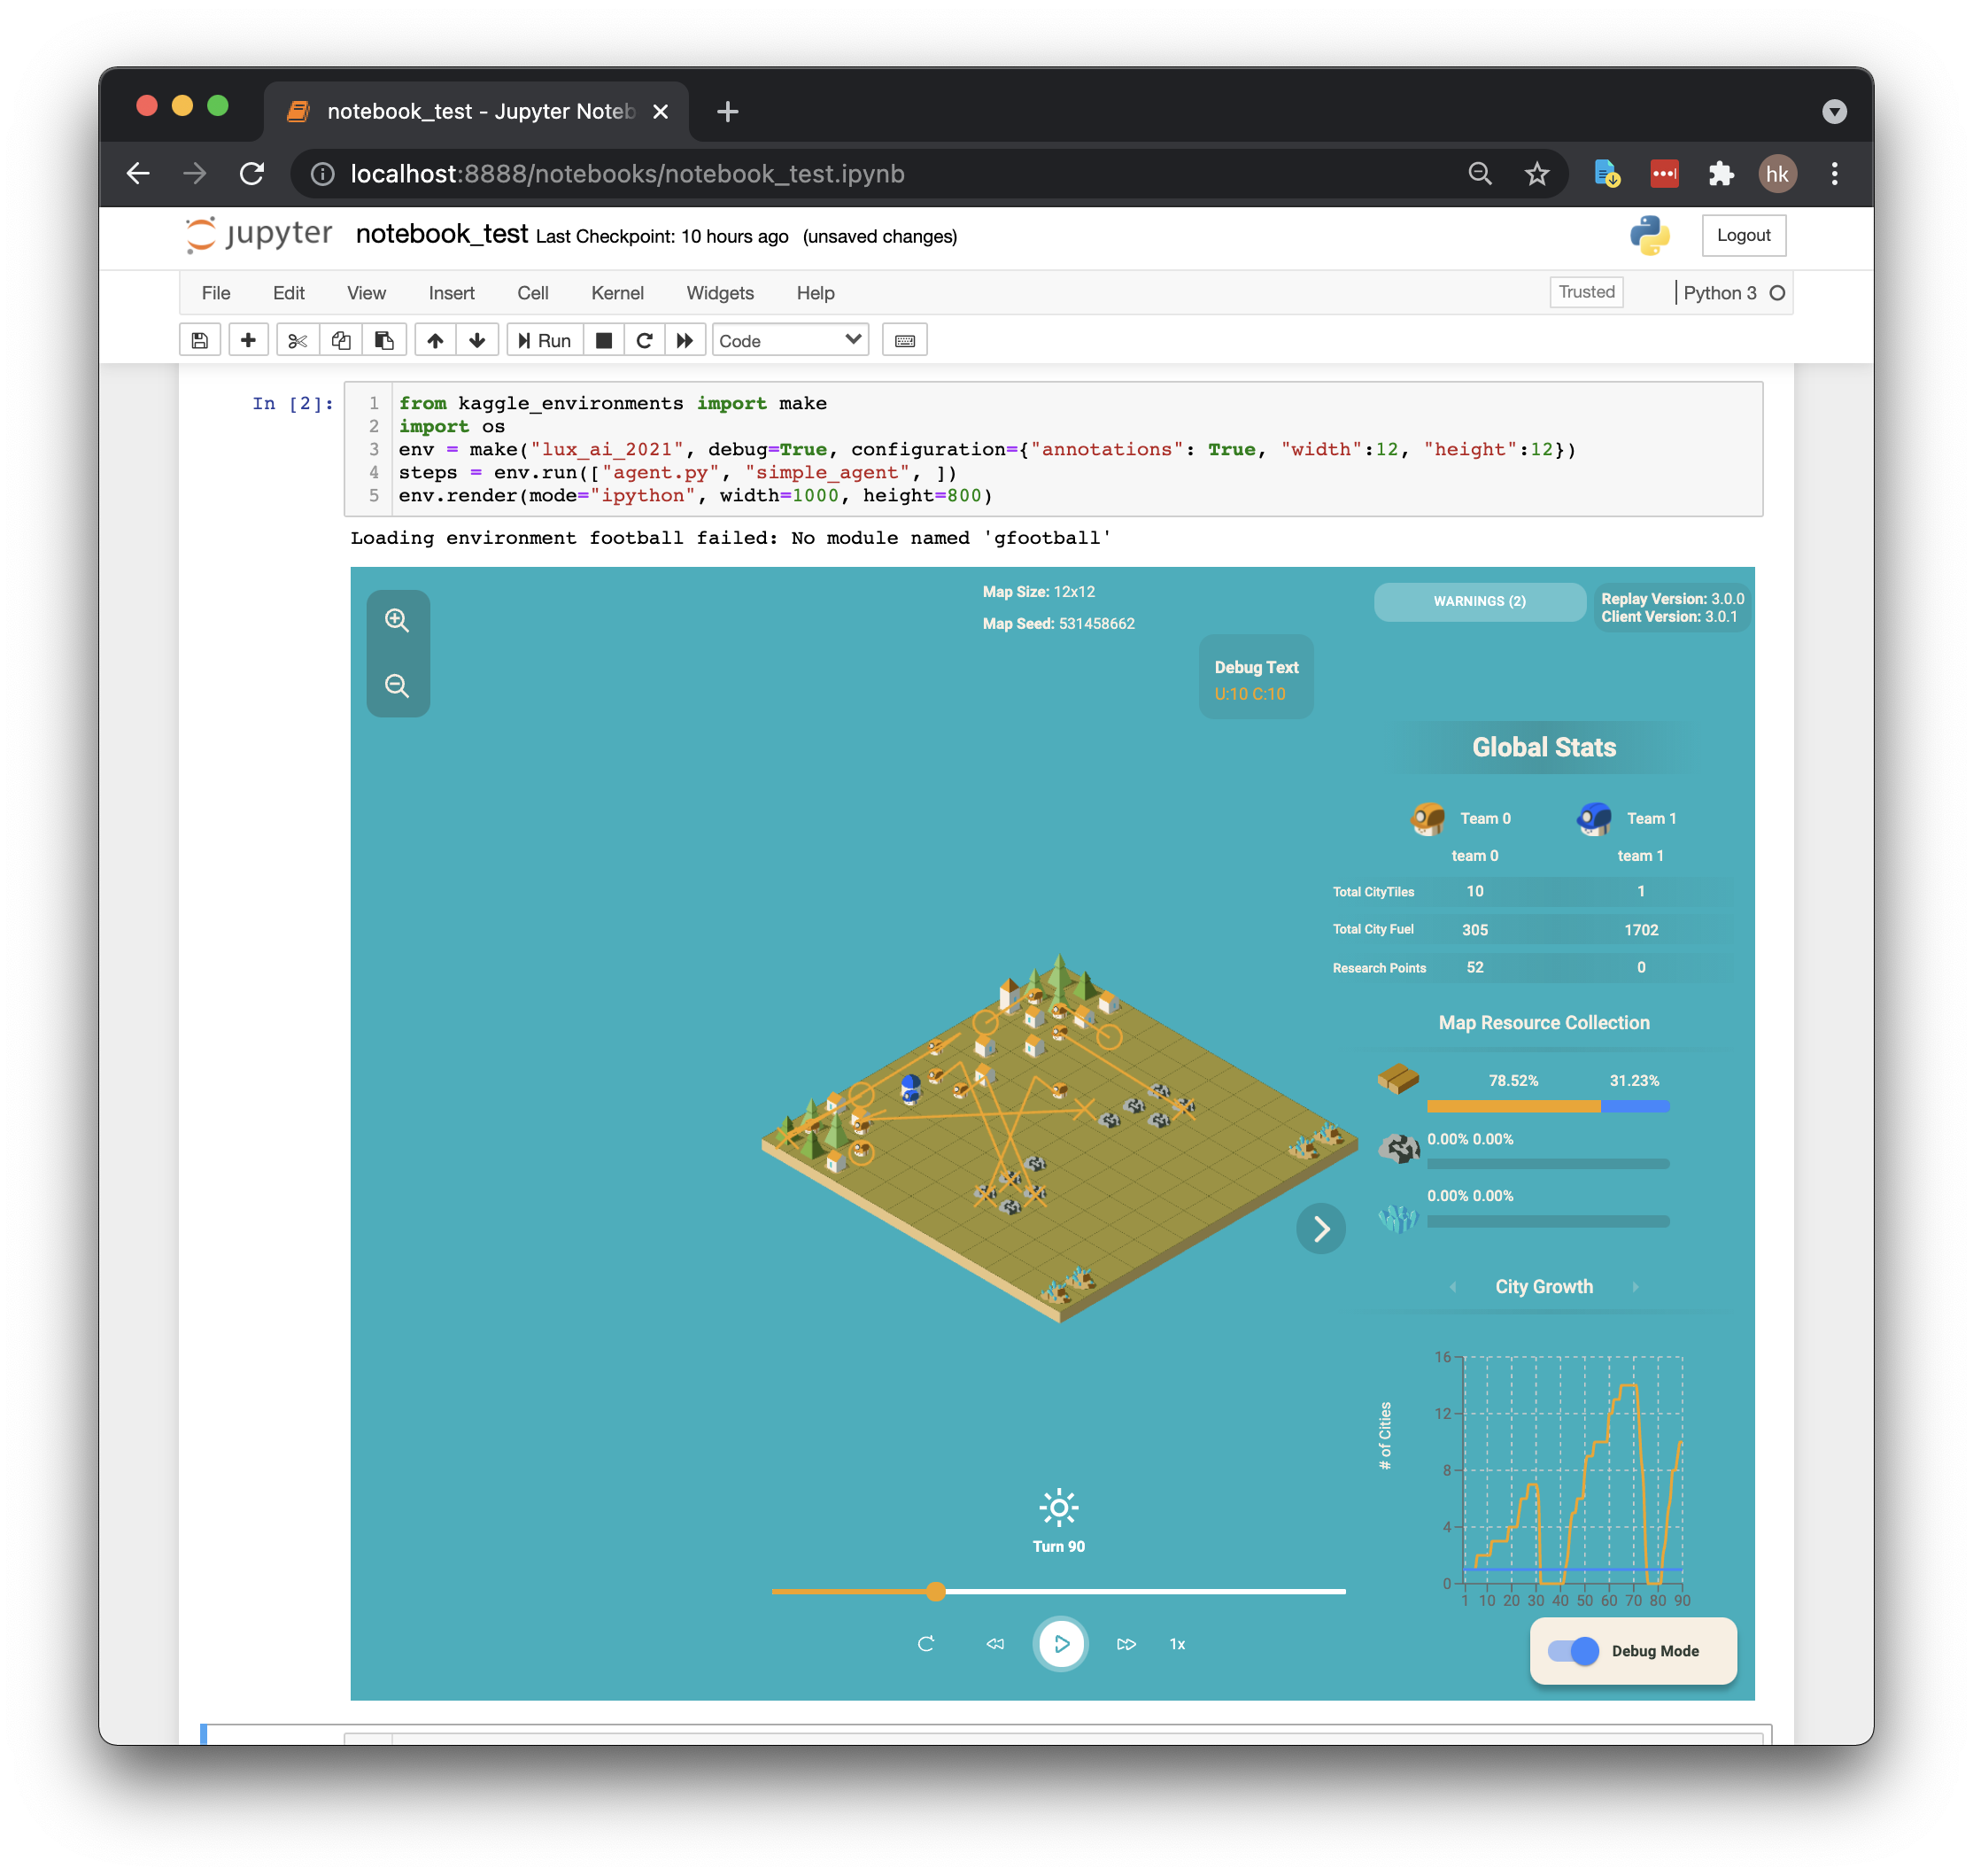 notebook_test - Jupyter Noteb
localhost:8888/notebooks/notebook_test.ipynb
hk
jupyter notebook_test Last Checkpoint: 10 hours ago (unsaved changes)
Logout
File Edit View Insert Cell Kernel Widgets Help
Trusted
Python 3
Run
Code
In [2]:
1 from kaggle_environments import make
2 import os
3 env = make("lux_ai_2021", debug=True, configuration={"annotations": True, "width":12, "height":12})
4 steps = env.run(["agent.py", "simple_agent", ])
5 env.render(mode="ipython", width=1000, height=800)
Loading environment football failed: No module named 'gfootball'
Map Size: 12x12
Map Seed: 531458662
WARNINGS (2)
Replay Version: 3.0.0
Client Version: 3.0.1
Debug Text
U:10 C:10
Global Stats
Team 0 Team 1
team 0 team 1
Total CityTiles 10 1
Total City Fuel 305 1702
Research Points 52 0
Map Resource Collection
78.52% 31.23%
0.00% 0.00%
0.00% 0.00%
City Growth
# of Cities
16
12
8
4
0
1 10 20 30 40 50 60 70 80 90
Turn 90
1x
Debug Mode